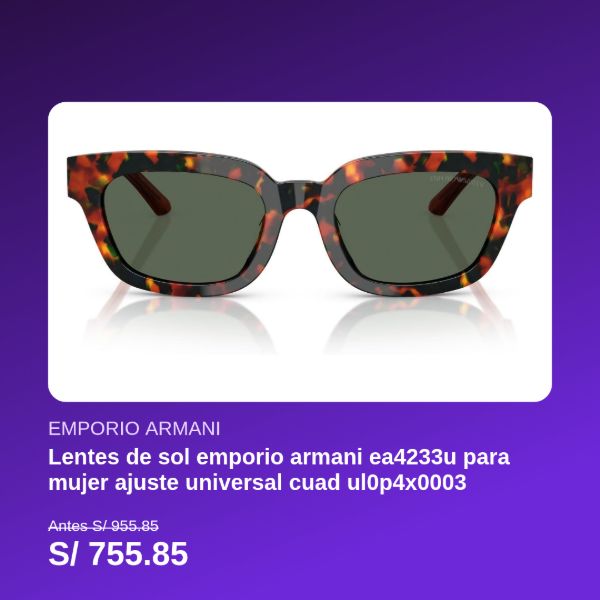 EMPORIO ARMANI
Lentes de sol emporio armani ea4233u para
mujer ajuste universal cuad ul0p4x0003
Antes S/ 955.85
S/ 755.85